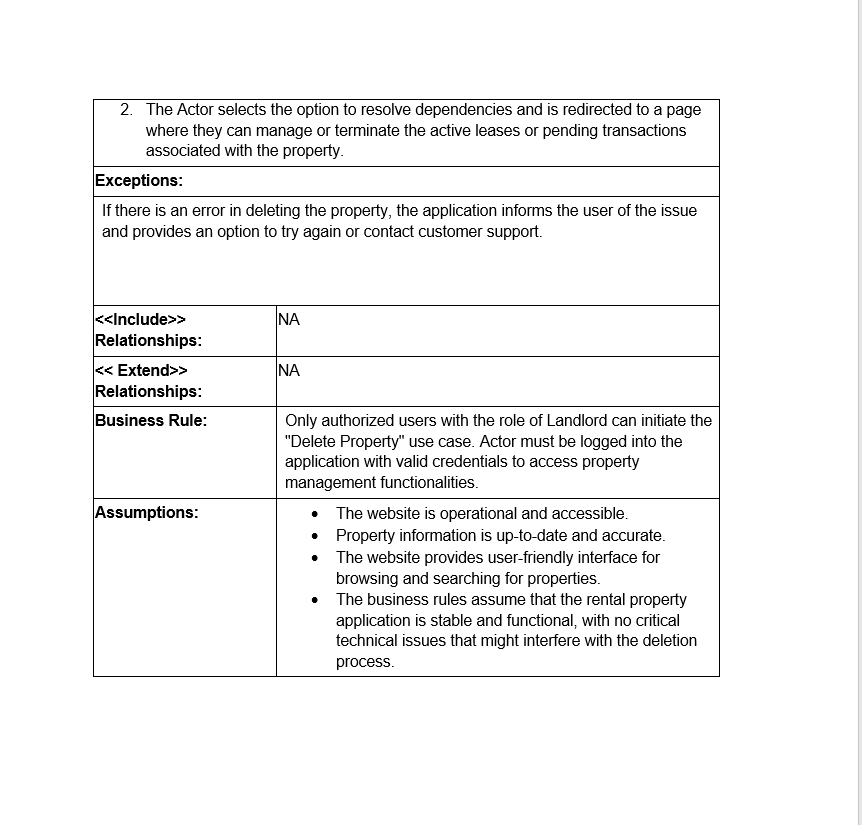 2. The Actor selects the option to resolve dependencies and is redirected to a page
where they can manage or terminate the active leases or pending transactions
associated with the property.
Exceptions:
If there is an error in deleting the property, the application informs the user of the issue
and provides an option to try again or contact customer support.
<<Include>>
Relationships:
NA
<< Extend>>
Relationships:
NA
Business Rule:
Only authorized users with the role of Landlord can initiate the
"Delete Property" use case. Actor must be logged into the
application with valid credentials to access property
management functionalities.
Assumptions:
• The website is operational and accessible.
• Property information is up-to-date and accurate.
• The website provides user-friendly interface for
browsing and searching for properties.
• The business rules assume that the rental property
application is stable and functional, with no critical
technical issues that might interfere with the deletion
process.